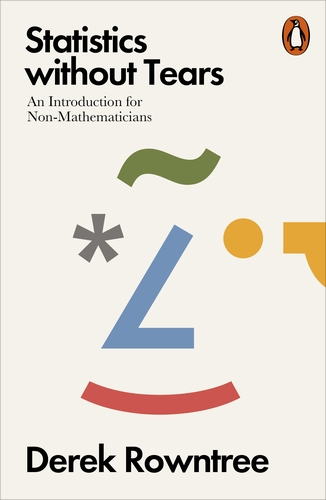 Statistics
without Tears
An Introduction for
Non-Mathematicians
Derek Rowntree